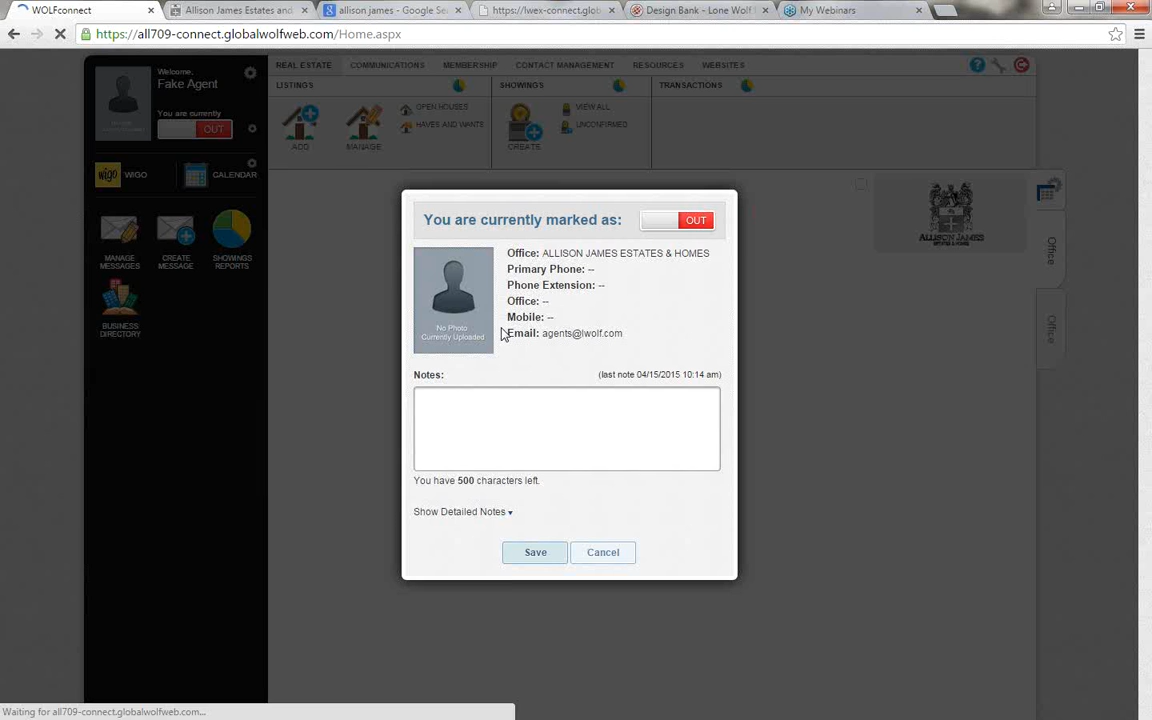 WOLFconnect
Allison James Estates and
allison james - Google Se
https://lwex-connect.glob
Design Bank - Lone Wolf
My Webinars
https://all709-connect.globalwolfweb.com/Home.aspx
Welcome,
Fake Agent
You are currently
OUT
WIGO
CALENDAR
MANAGE MESSAGES
CREATE MESSAGE
SHOWINGS REPORTS
BUSINESS DIRECTORY
REAL ESTATE
COMMUNICATIONS
MEMBERSHIP
CONTACT MANAGEMENT
RESOURCES
WEBSITES
LISTINGS
SHOWINGS
TRANSACTIONS
ADD
MANAGE
OPEN HOUSES
HAVES AND WANTS
CREATE
VIEW ALL
UNCONFIRMED
ALLISON JAMES
Office
Office
You are currently marked as:
OUT
No Photo
Currently Uploaded
Office: ALLISON JAMES ESTATES & HOMES
Primary Phone: --
Phone Extension: --
Office: --
Mobile: --
Email: agents@lwolf.com
Notes:
(last note 04/15/2015 10:14 am)
You have 500 characters left.
Show Detailed Notes
Save
Cancel
Waiting for all709-connect.globalwolfweb.com...